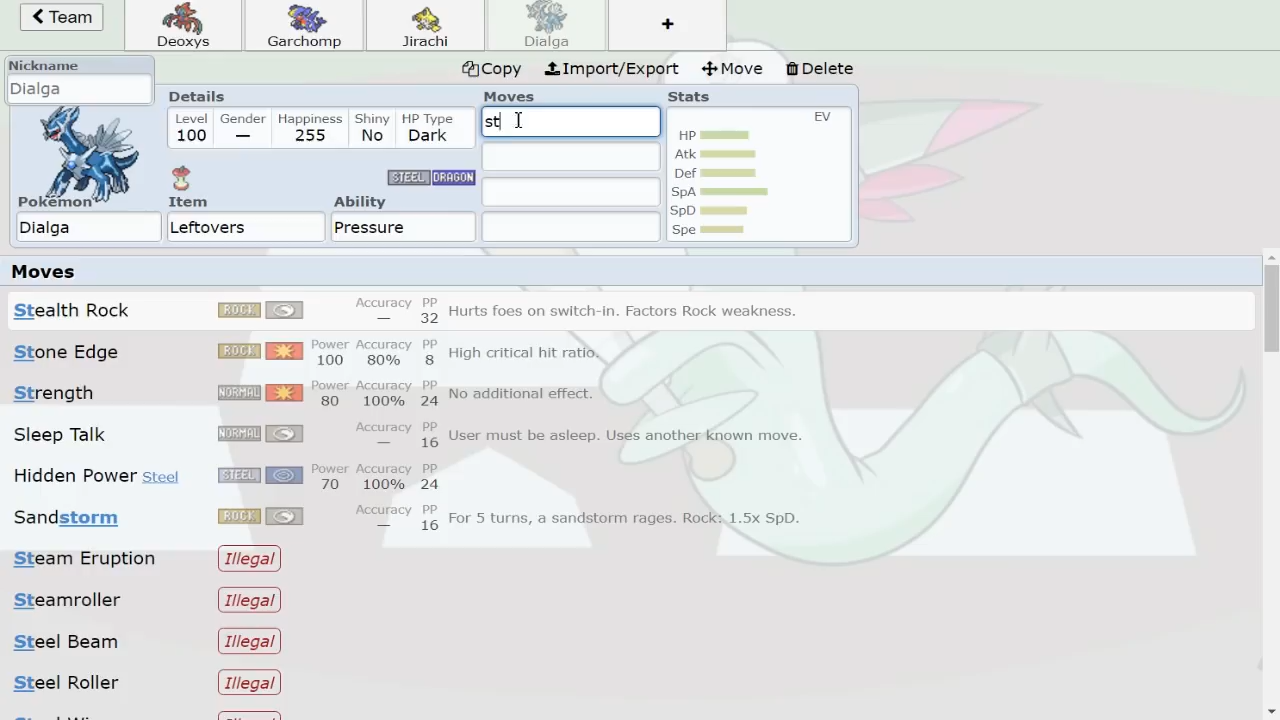 Team
Deoxys
Garchomp
Jirachi
Dialga
+
Nickname
Dialga
Copy
Import/Export
Move
Delete
Details
Moves
Stats
Level
100
Gender
—
Happiness
255
Shiny
No
HP Type
Dark
st
EV
HP
Atk
Def
SpA
SpD
Spe
STEEL DRAGON
Pokémon
Dialga
Item
Leftovers
Ability
Pressure
Moves
Stealth Rock ROCK Accuracy — PP 32 Hurts foes on switch-in. Factors Rock weakness.
Stone Edge ROCK Power 100 Accuracy 80% PP 8 High critical hit ratio.
Strength NORMAL Power 80 Accuracy 100% PP 24 No additional effect.
Sleep Talk NORMAL Accuracy — PP 16 User must be asleep. Uses another known move.
Hidden Power Steel STEEL Power 70 Accuracy 100% PP 24
Sandstorm ROCK Accuracy — PP 16 For 5 turns, a sandstorm rages. Rock: 1.5x SpD.
Steam Eruption Illegal
Steamroller Illegal
Steel Beam Illegal
Steel Roller Illegal